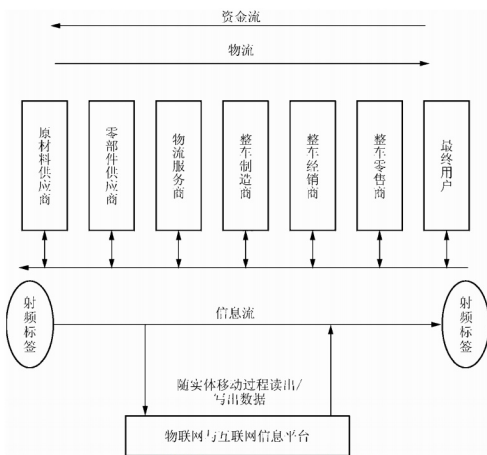 资金流
物流
原材料供应商
零部件供应商
物流服务商
整车制造商
整车经销商
整车零售商
最终用户
射频标签
信息流
射频标签
随实体移动过程读出/
写出数据
物联网与互联网信息平台